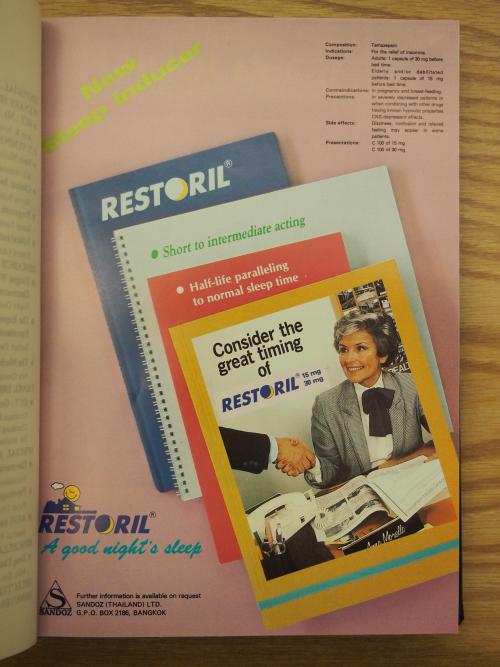 New
Sleep inducer
Composition: Temazepam
Indications: For the relief of insomnia.
Dosage: Adults: 1 capsule of 30 mg before
bed time.
Elderly and/or debilitated
patients: 1 capsule of 15 mg
before bed time.
Contraindications: In pregnancy and breast-feeding.
Precautions: In severely depressed patients or
when combining with other drugs
having known hypnotic properties
CNS-depressant effects.
Side effects: Dizziness, confusion and relaxed
feeling may appear in some
patients.
Presentations: C 100 of 15 mg
C 100 of 30 mg
RESTORIL®
• Short to intermediate acting
• Half-life paralleling
to normal sleep time
Consider the
great timing
of
RESTORIL® 15 mg
30 mg
Anne Morello
RESTORIL®
A good night's sleep
S
SANDOZ
Further information is available on request
SANDOZ (THAILAND) LTD.
G.P.O. BOX 2186, BANGKOK